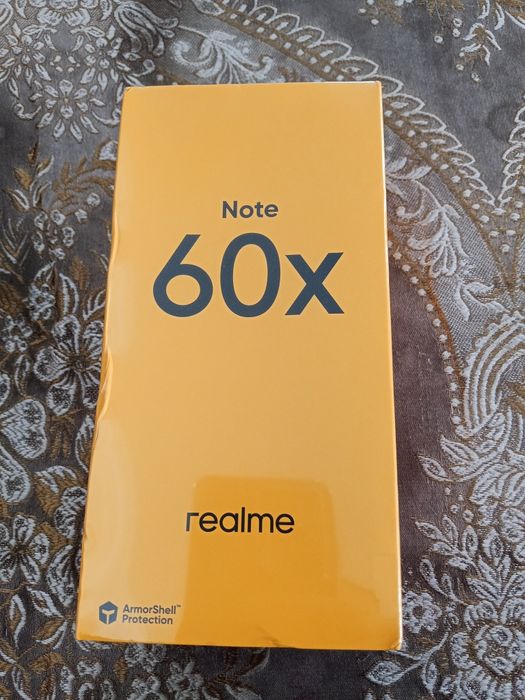 Note
60x
realme
ArmorShell™
Protection